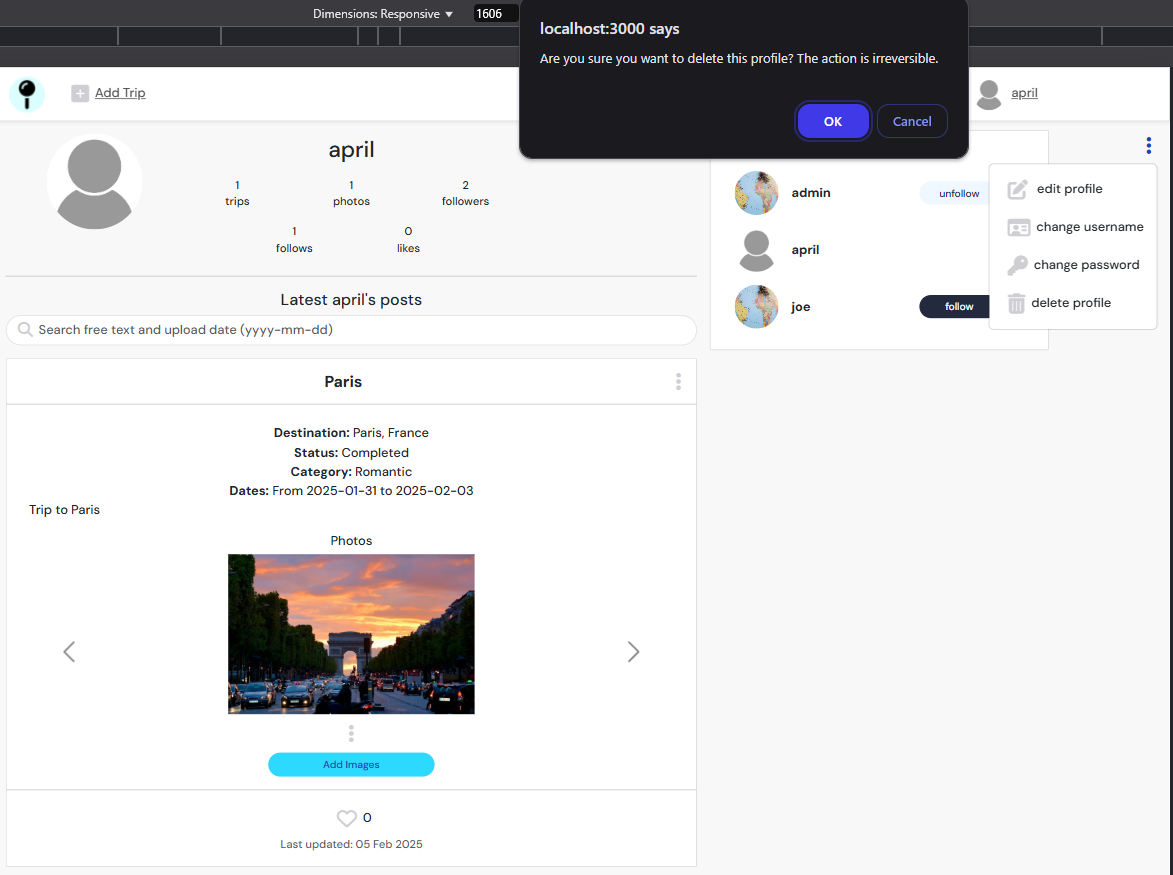 Dimensions: Responsive 1606
localhost:3000 says
Are you sure you want to delete this profile? The action is irreversible.
OK Cancel
Add Trip
april
april
1 1 2
trips photos followers
1 0
follows likes
Latest april's posts
Search free text and upload date (yyyy-mm-dd)
Paris
Destination: Paris, France
Status: Completed
Category: Romantic
Dates: From 2025-01-31 to 2025-02-03
Trip to Paris
Photos
Add Images
0
Last updated: 05 Feb 2025
admin unfollow
april
joe follow
edit profile
change username
change password
delete profile